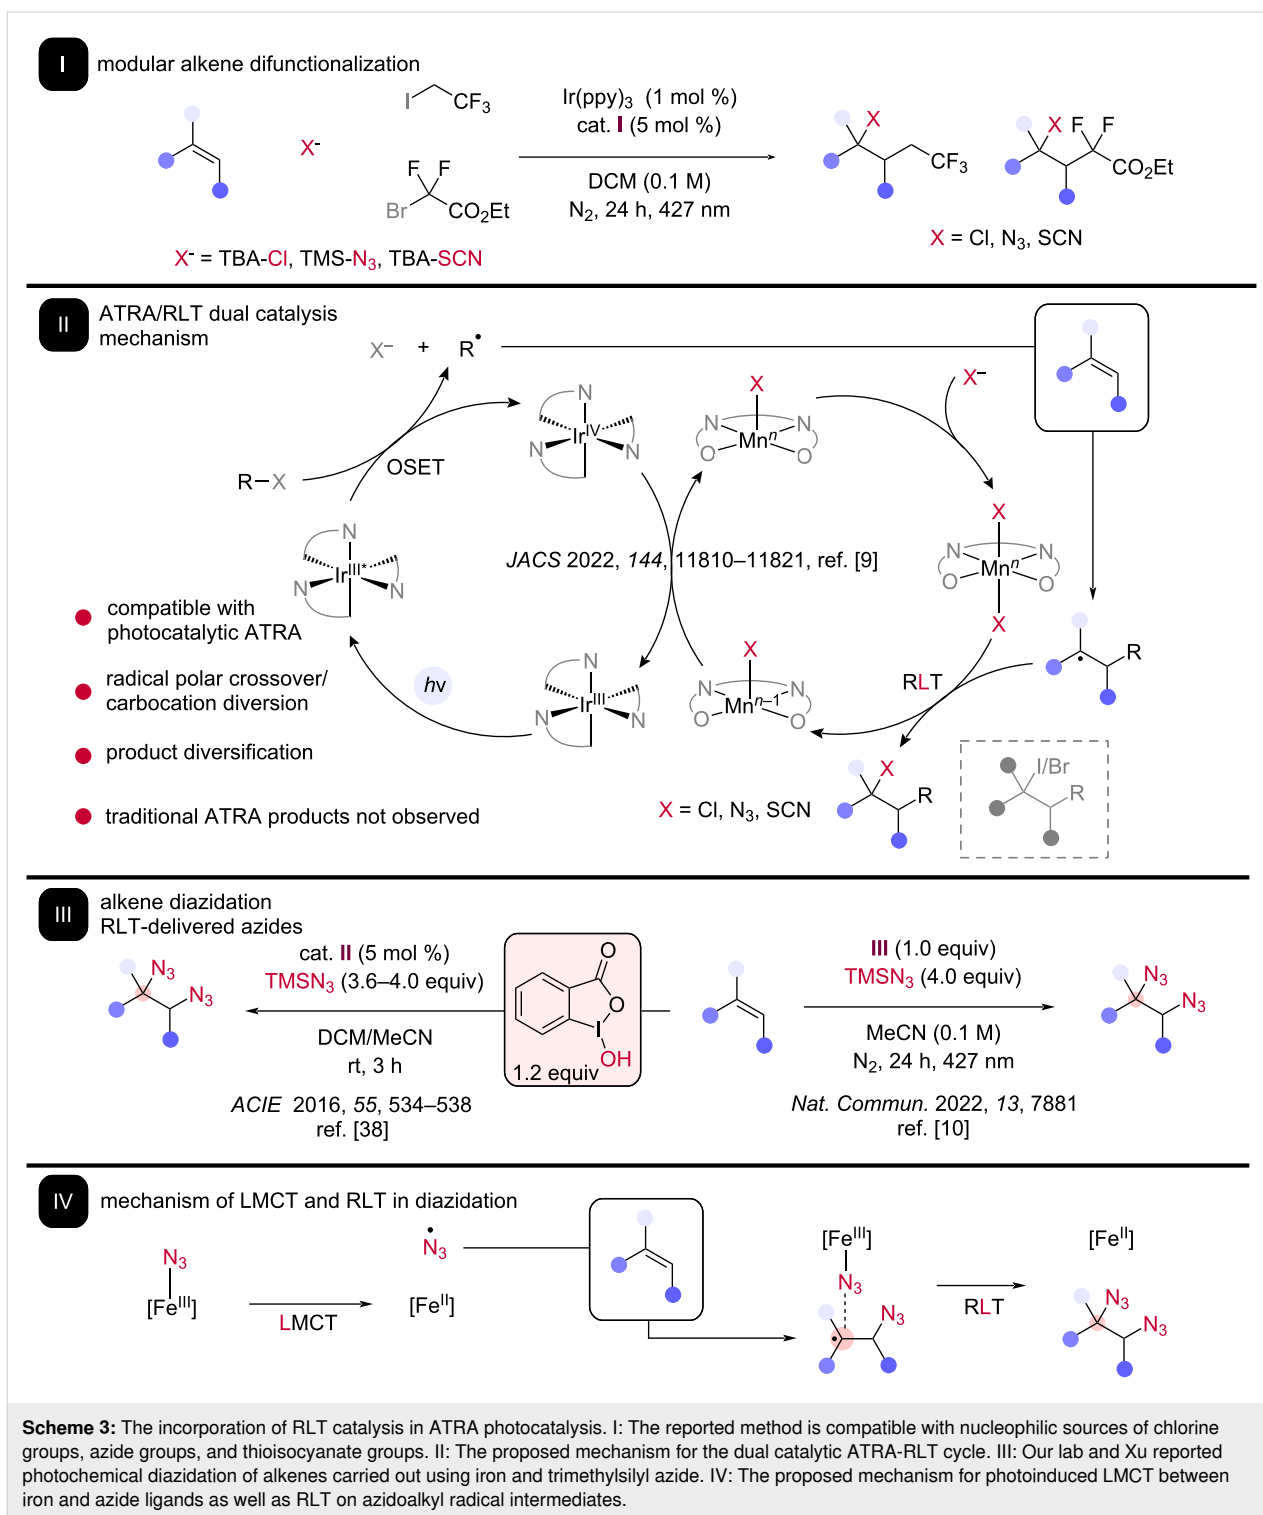 I
modular alkene difunctionalization
I
CF3
X-
F
F
Br
CO2Et
X- = TBA-Cl, TMS-N3, TBA-SCN
Ir(ppy)3 (1 mol %)
cat. I (5 mol %)
DCM (0.1 M)
N2, 24 h, 427 nm
X
CF3
X
F
F
CO2Et
X = Cl, N3, SCN
II
ATRA/RLT dual catalysis
mechanism
X– + R•
R–X
OSET
N
N
N
IrIV
X
N
N
O
O
Mnn
X–
N
N
N
IrIII*
JACS 2022, 144, 11810–11821, ref. [9]
X
N
N
O
O
Mnn
X
compatible with
photocatalytic ATRA
radical polar crossover/
carbocation diversion
product diversification
traditional ATRA products not observed
hv
N
N
N
IrIII
X
N
N
O
O
Mnn–1
RLT
R
X = Cl, N3, SCN
X
R
I/Br
R
III
alkene diazidation
RLT-delivered azides
N3
N3
cat. II (5 mol %)
TMSN3 (3.6–4.0 equiv)
DCM/MeCN
rt, 3 h
ACIE 2016, 55, 534–538
ref. [38]
O
O
I
OH
1.2 equiv
III (1.0 equiv)
TMSN3 (4.0 equiv)
MeCN (0.1 M)
N2, 24 h, 427 nm
Nat. Commun. 2022, 13, 7881
ref. [10]
N3
N3
IV
mechanism of LMCT and RLT in diazidation
N3
[FeIII]
LMCT
N3
[FeII]
[FeIII]
N3
N3
RLT
[FeII]
N3
N3
Scheme 3: The incorporation of RLT catalysis in ATRA photocatalysis. I: The reported method is compatible with nucleophilic sources of chlorine
groups, azide groups, and thioisocyanate groups. II: The proposed mechanism for the dual catalytic ATRA-RLT cycle. III: Our lab and Xu reported
photochemical diazidation of alkenes carried out using iron and trimethylsilyl azide. IV: The proposed mechanism for photoinduced LMCT between
iron and azide ligands as well as RLT on azidoalkyl radical intermediates.